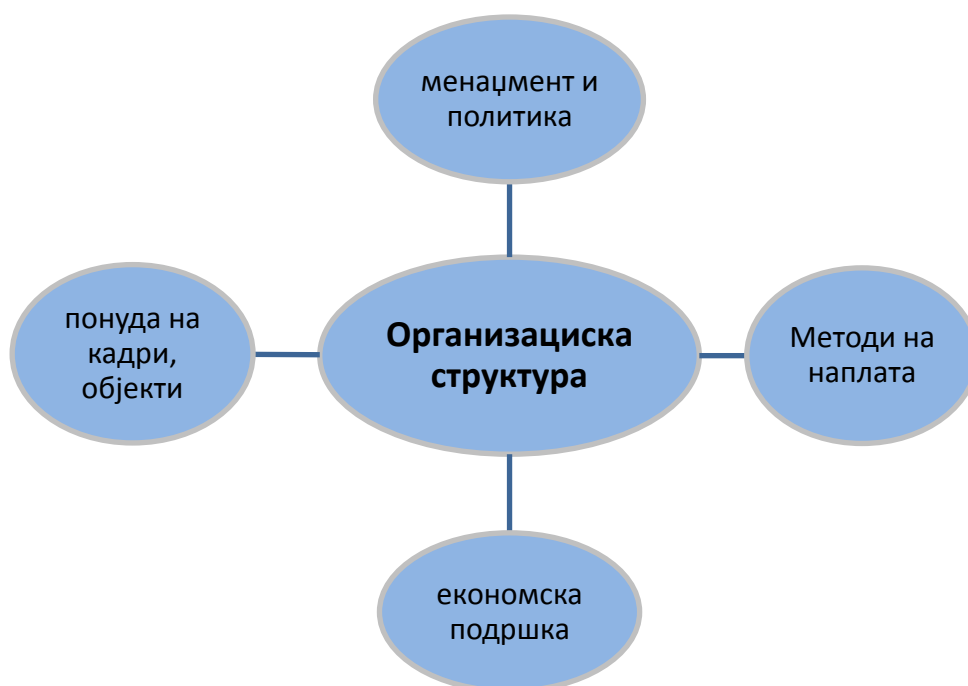 менаџмент и
политика
понуда на
кадри,
објекти
Организациска
структура
Методи на
наплата
економска
подршка